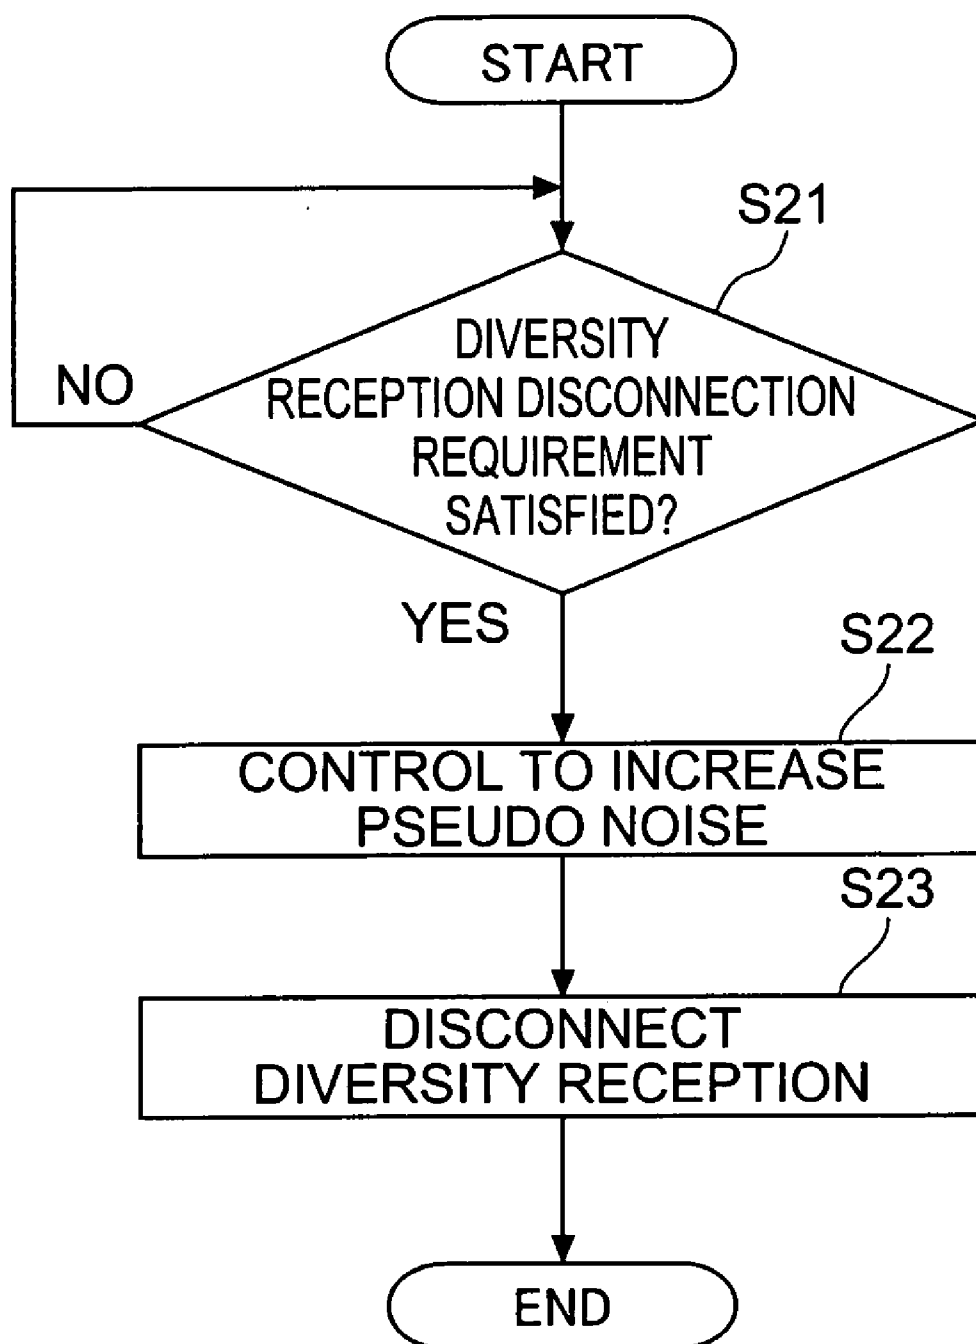 START
S21
DIVERSITY
RECEPTION DISCONNECTION
REQUIREMENT
SATISFIED?
NO
YES
S22
CONTROL TO INCREASE
PSEUDO NOISE
S23
DISCONNECT
DIVERSITY RECEPTION
END